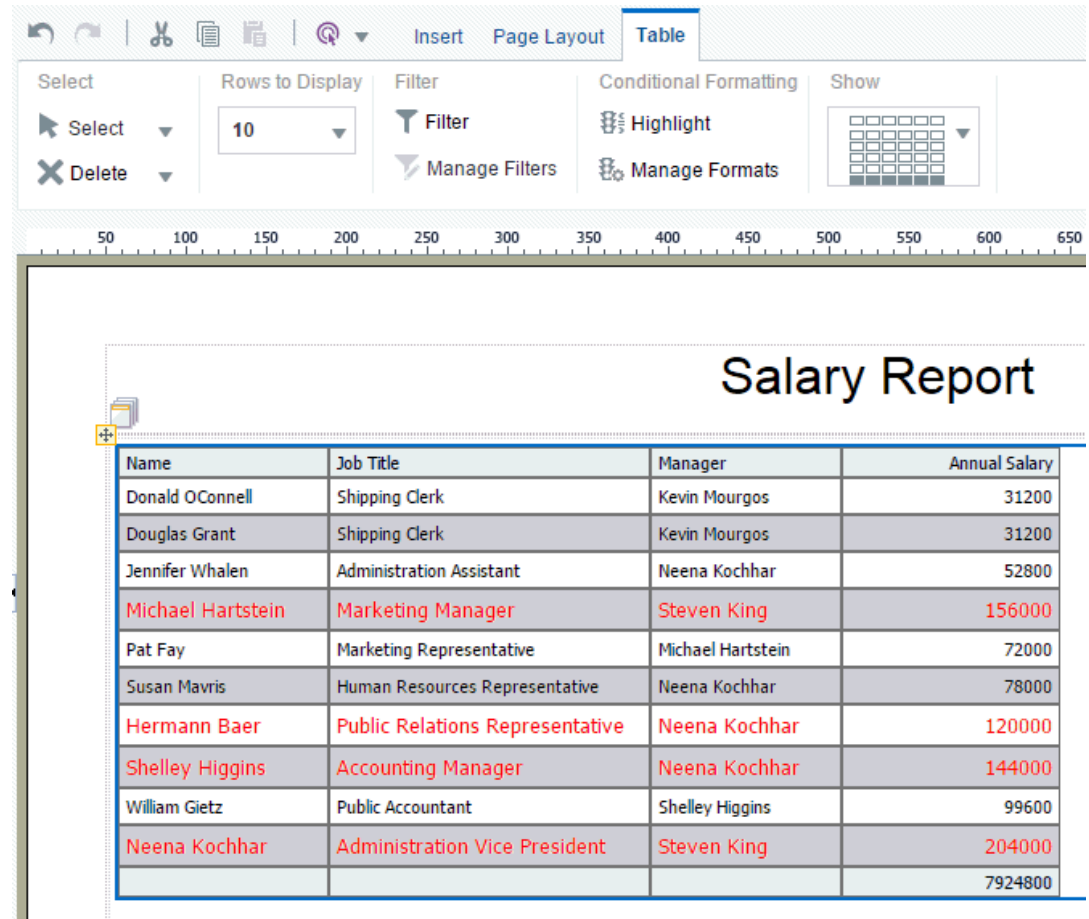 Insert Page Layout Table
Select Rows to Display Filter Conditional Formatting Show
Select 10 Filter Highlight
Delete Manage Filters Manage Formats
50 100 150 200 250 300 350 400 450 500 550 600 650
Salary Report
Name Job Title Manager Annual Salary
Donald OConnell Shipping Clerk Kevin Mourgos 31200
Douglas Grant Shipping Clerk Kevin Mourgos 31200
Jennifer Whalen Administration Assistant Neena Kochhar 52800
Michael Hartstein Marketing Manager Steven King 156000
Pat Fay Marketing Representative Michael Hartstein 72000
Susan Mavris Human Resources Representative Neena Kochhar 78000
Hermann Baer Public Relations Representative Neena Kochhar 120000
Shelley Higgins Accounting Manager Neena Kochhar 144000
William Gietz Public Accountant Shelley Higgins 99600
Neena Kochhar Administration Vice President Steven King 204000
7924800